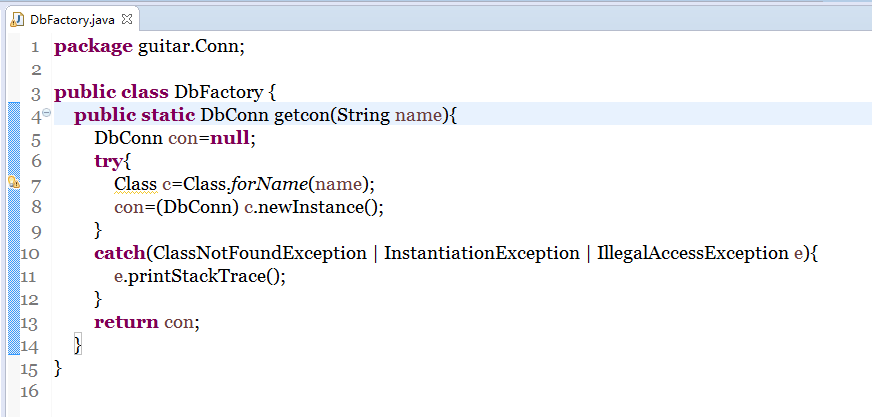 DbFactory.java
1 package guitar.Conn;
2
3 public class DbFactory {
4 public static DbConn getcon(String name){
5 DbConn con=null;
6 try{
7 Class c=Class.forName(name);
8 con=(DbConn) c.newInstance();
9 }
10 catch(ClassNotFoundException | InstantiationException | IllegalAccessException e){
11 e.printStackTrace();
12 }
13 return con;
14 }
15 }
16